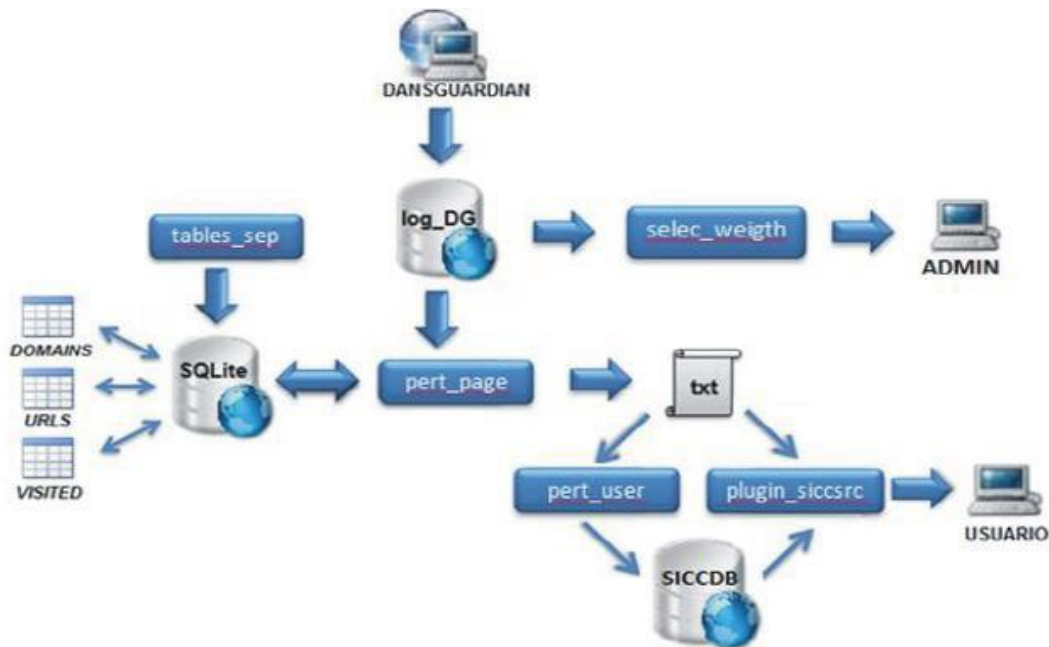 DANSGUARDIAN
log_DG
tables_sep
selec_weigth
ADMIN
DOMAINS
SQLite
pert_page
txt
URLS
VISITED
pert_user
plugin_siccsrc
USUARIO
SICCDB